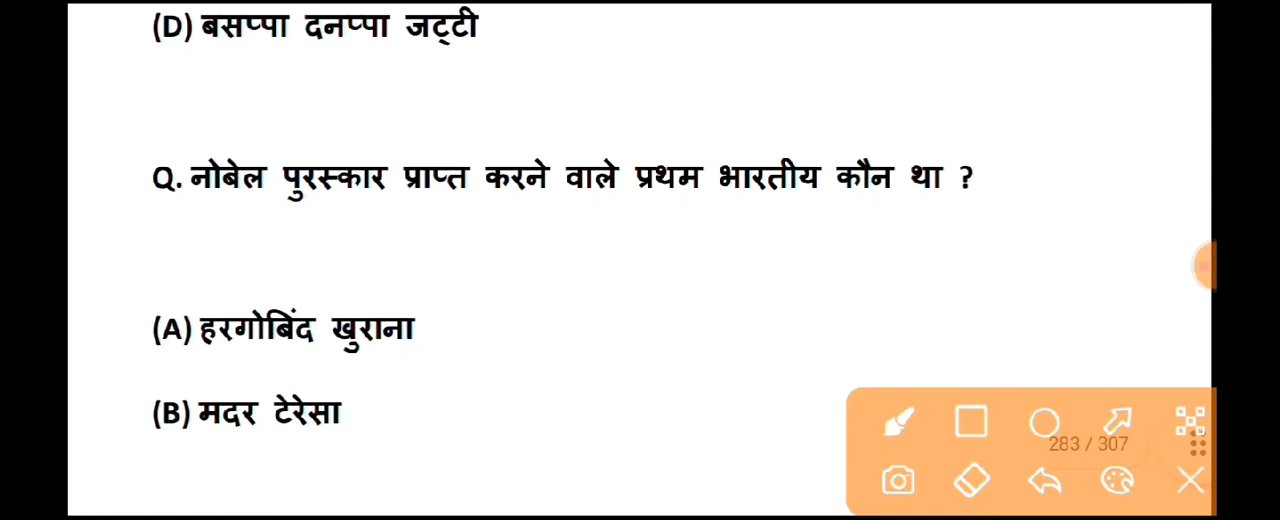 (D) बसप्पा दनप्पा जट्टी
Q. नोबेल पुरस्कार प्राप्त करने वाले प्रथम भारतीय कौन था ?
(A) हरगोबिंद खुराना
(B) मदर टेरेसा
283 / 307